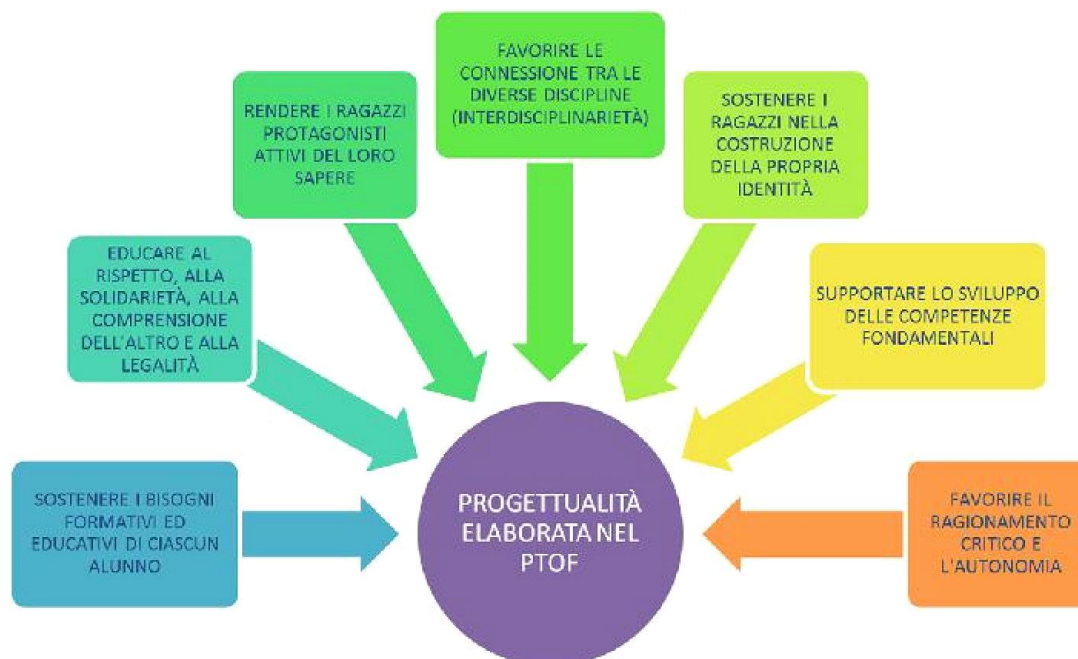 FAVORIRE LE
CONNESSIONE TRA LE
DIVERSE DISCIPLINE
(INTERDISCIPLINARIETÀ)
RENDERE I RAGAZZI
PROTAGONISTI
ATTIVI DEL LORO
SAPERE
SOSTENERE I
RAGAZZI NELLA
COSTRUZIONE
DELLA PROPRIA
IDENTITÀ
EDUCARE AL
RISPETTO, ALLA
SOLIDARIETÀ, ALLA
COMPRENSIONE
DELL'ALTRO E ALLA
LEGALITÀ
SUPPORTARE LO SVILUPPO
DELLE COMPETENZE
FONDAMENTALI
SOSTENERE I BISOGNI
FORMATIVI ED
EDUCATIVI DI CIASCUN
ALUNNO
PROGETTUALITÀ
ELABORATA NEL
PTOF
FAVORIRE IL
RAGIONAMENTO
CRITICO E
L'AUTONOMIA